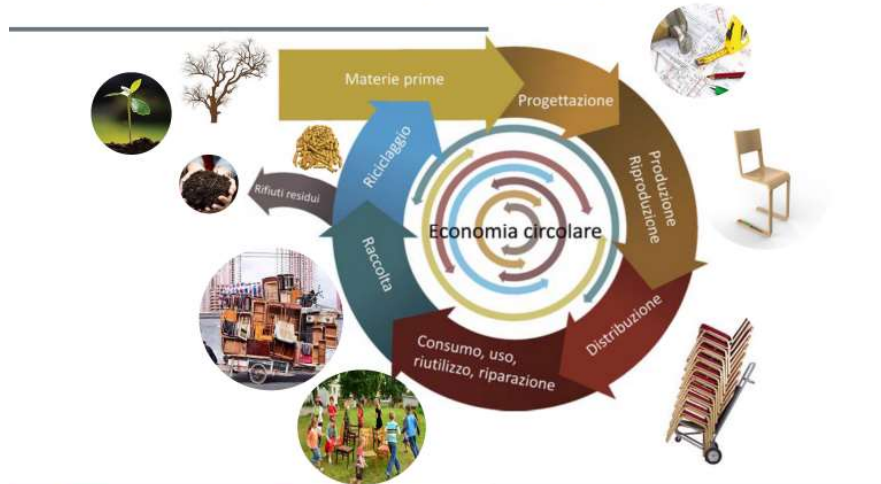 Materie prime
Progettazione
Produzione
Riproduzione
Distribuzione
Consumo, uso,
riutilizzo, riparazione
Raccolta
Rifiuti residui
Riciclaggio
Economia circolare